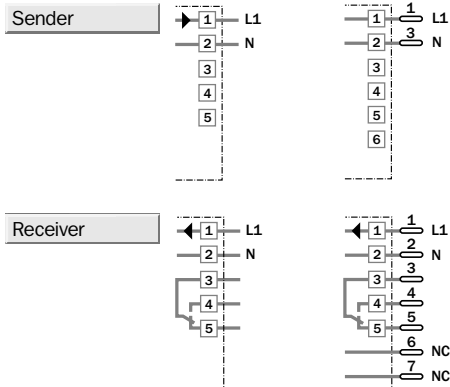 Sender
1 L1
2 N
3
4
5
1 1 L1
2 3 N
3
4
5
6
Receiver
1 L1
2 N
3
4
5
1 1 L1
2 2 N
3 3
4 4
5 5
6 NC
7 NC